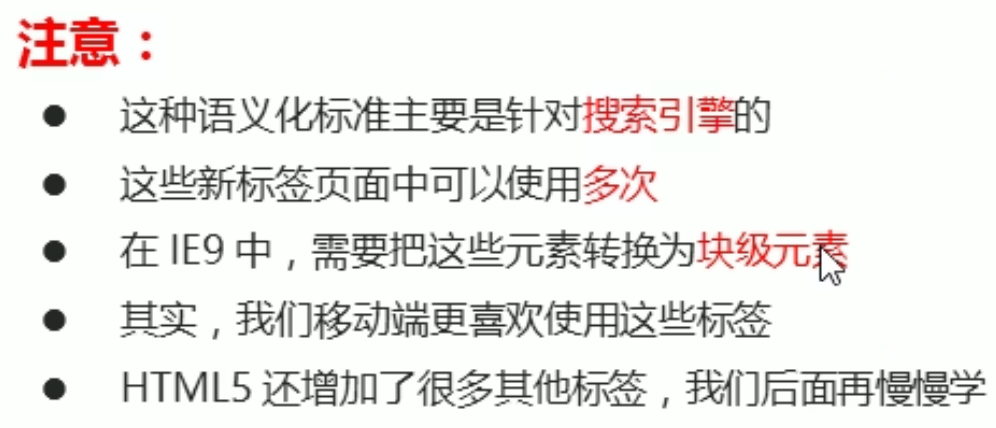 注意：
● 这种语义化标准主要是针对搜索引擎的
● 这些新标签页面中可以使用多次
● 在 IE9 中，需要把这些元素转换为块级元素
● 其实，我们移动端更喜欢使用这些标签
● HTML5 还增加了很多其他标签，我们后面再慢慢学